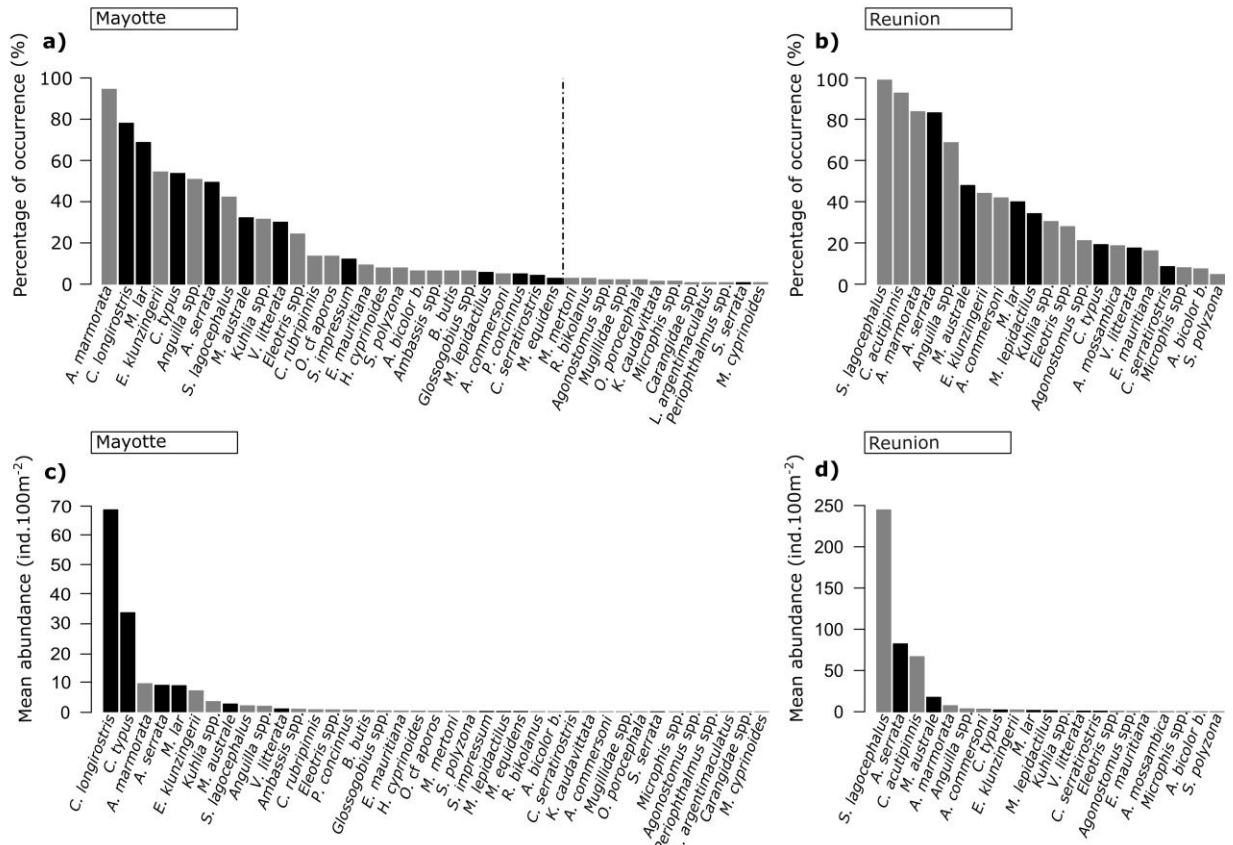 Mayotte
a)
Percentage of occurrence (%)
100
80
60
40
20
0
A. marmorata
C. longirostris
M. lar
E. klunzingerii
C. typus
Anguilla spp.
A. serrata
S. lagocephalus
M. australe
Kuhlia spp.
V. litterata
Eleotris spp.
C. rubripinnis
O. cf aporos
S. impressum
E. mauritiana
H. cyprinoides
S. polyzona
A. bicolor b.
Ambassis spp.
B. butis
Glossogobius spp.
M. lepidactilus
A. commersoni
P. concinnus
C. serratirostris
M. equidens
M. mertoni
R. bikolanus
Agonostomus spp.
Mugillidae spp.
O. porocephala
K. caudavittata
Microphis spp.
Carangidae spp.
L. argentimaculatus
Periophthalmus spp.
S. serrata
M. cyprinoides
Reunion
b)
Percentage of occurrence (%)
100
80
60
40
20
0
S. lagocephalus
C. acutipinnis
A. marmorata
A. serrata
Anguilla spp.
M. australe
E. klunzingerii
A. commersoni
M. lar
M. lepidactilus
Kuhlia spp.
Eleotris spp.
Agonostomus spp.
C. typus
A. mossambica
V. litterata
E. mauritiana
C. serratirostris
Microphis spp.
A. bicolor b.
S. polyzona
Mayotte
c)
Mean abundance (ind.100m-2)
70
60
50
40
30
20
10
0
C. longirostris
C. typus
A. marmorata
A. serrata
M. lar
E. klunzingerii
Kuhlia spp.
M. australe
S. lagocephalus
Anguilla spp.
V. litterata
Ambassis spp.
C. rubripinnis
Eleotris spp.
P. concinnus
B. butis
Glossogobius spp.
E. mauritiana
H. cyprinoides
O. cf aporos
M. mertoni
S. polyzona
S. impressum
M. lepidactilus
M. equidens
R. bikolanus
A. bicolor b.
C. serratirostris
K. caudavittata
A. commersoni
Mugillidae spp.
O. porocephala
S. serrata
Microphis spp.
Periophthalmus spp.
Agonostomus spp.
. argentimaculatus
Carangidae spp.
M. cyprinoides
Reunion
d)
Mean abundance (ind.100m-2)
250
200
150
100
50
0
S. lagocephalus
A. serrata
C. acutipinnis
M. australe
A. marmorata
Anguilla spp.
A. commersoni
C. typus
E. klunzingerii
M. lar
M. lepidactilus
Kuhlia spp.
V. litterata
C. serratirostris
Eleotris spp.
Agonostomus spp.
E. mauritiana
A. mossambica
Microphis spp.
A. bicolor b.
S. polyzona